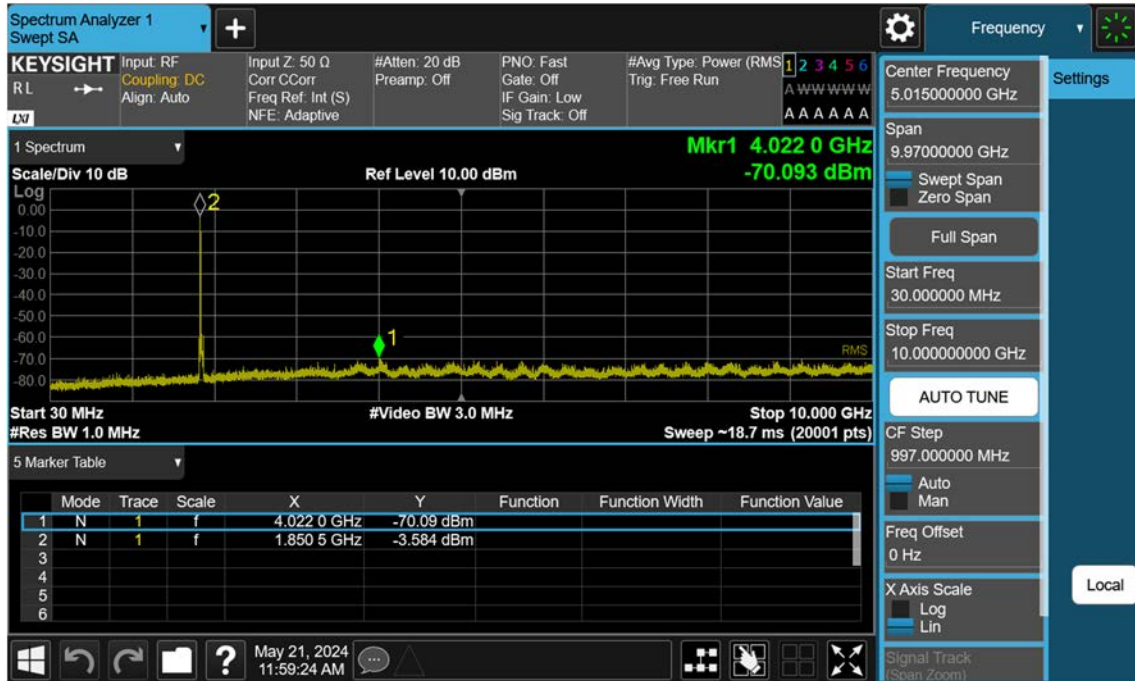 Spectrum Analyzer 1
Swept SA
+
Frequency
KEYSIGHT
R L
LXI
Input: RF
Coupling: DC
Align: Auto
Input Z: 50 Ω
Corr CCorr
Freq Ref: Int (S)
NFE: Adaptive
#Atten: 20 dB
Preamp: Off
PNO: Fast
Gate: Off
IF Gain: Low
Sig Track: Off
#Avg Type: Power (RMS
Trig: Free Run
1 2 3 4 5 6
A W W W W W
A A A A A A
1 Spectrum
Scale/Div 10 dB
Ref Level 10.00 dBm
Mkr1 4.022 0 GHz
-70.093 dBm
Log
0.00
-10.0
-20.0
-30.0
-40.0
-50.0
-60.0
-70.0
-80.0
2
1
RMS
Start 30 MHz
#Video BW 3.0 MHz
Stop 10.000 GHz
#Res BW 1.0 MHz
Sweep ~18.7 ms (20001 pts)
5 Marker Table
Mode Trace Scale X Y Function Function Width Function Value
1 N 1 f 4.022 0 GHz -70.09 dBm
2 N 1 f 1.850 5 GHz -3.584 dBm
3
4
5
6
?
May 21, 2024
11:59:24 AM
Center Frequency
5.015000000 GHz
Span
9.97000000 GHz
Swept Span
Zero Span
Full Span
Start Freq
30.000000 MHz
Stop Freq
10.000000000 GHz
AUTO TUNE
CF Step
997.000000 MHz
Auto
Man
Freq Offset
0 Hz
X Axis Scale
Log
Lin
Signal Track
(Span Zoom)
Settings
Local